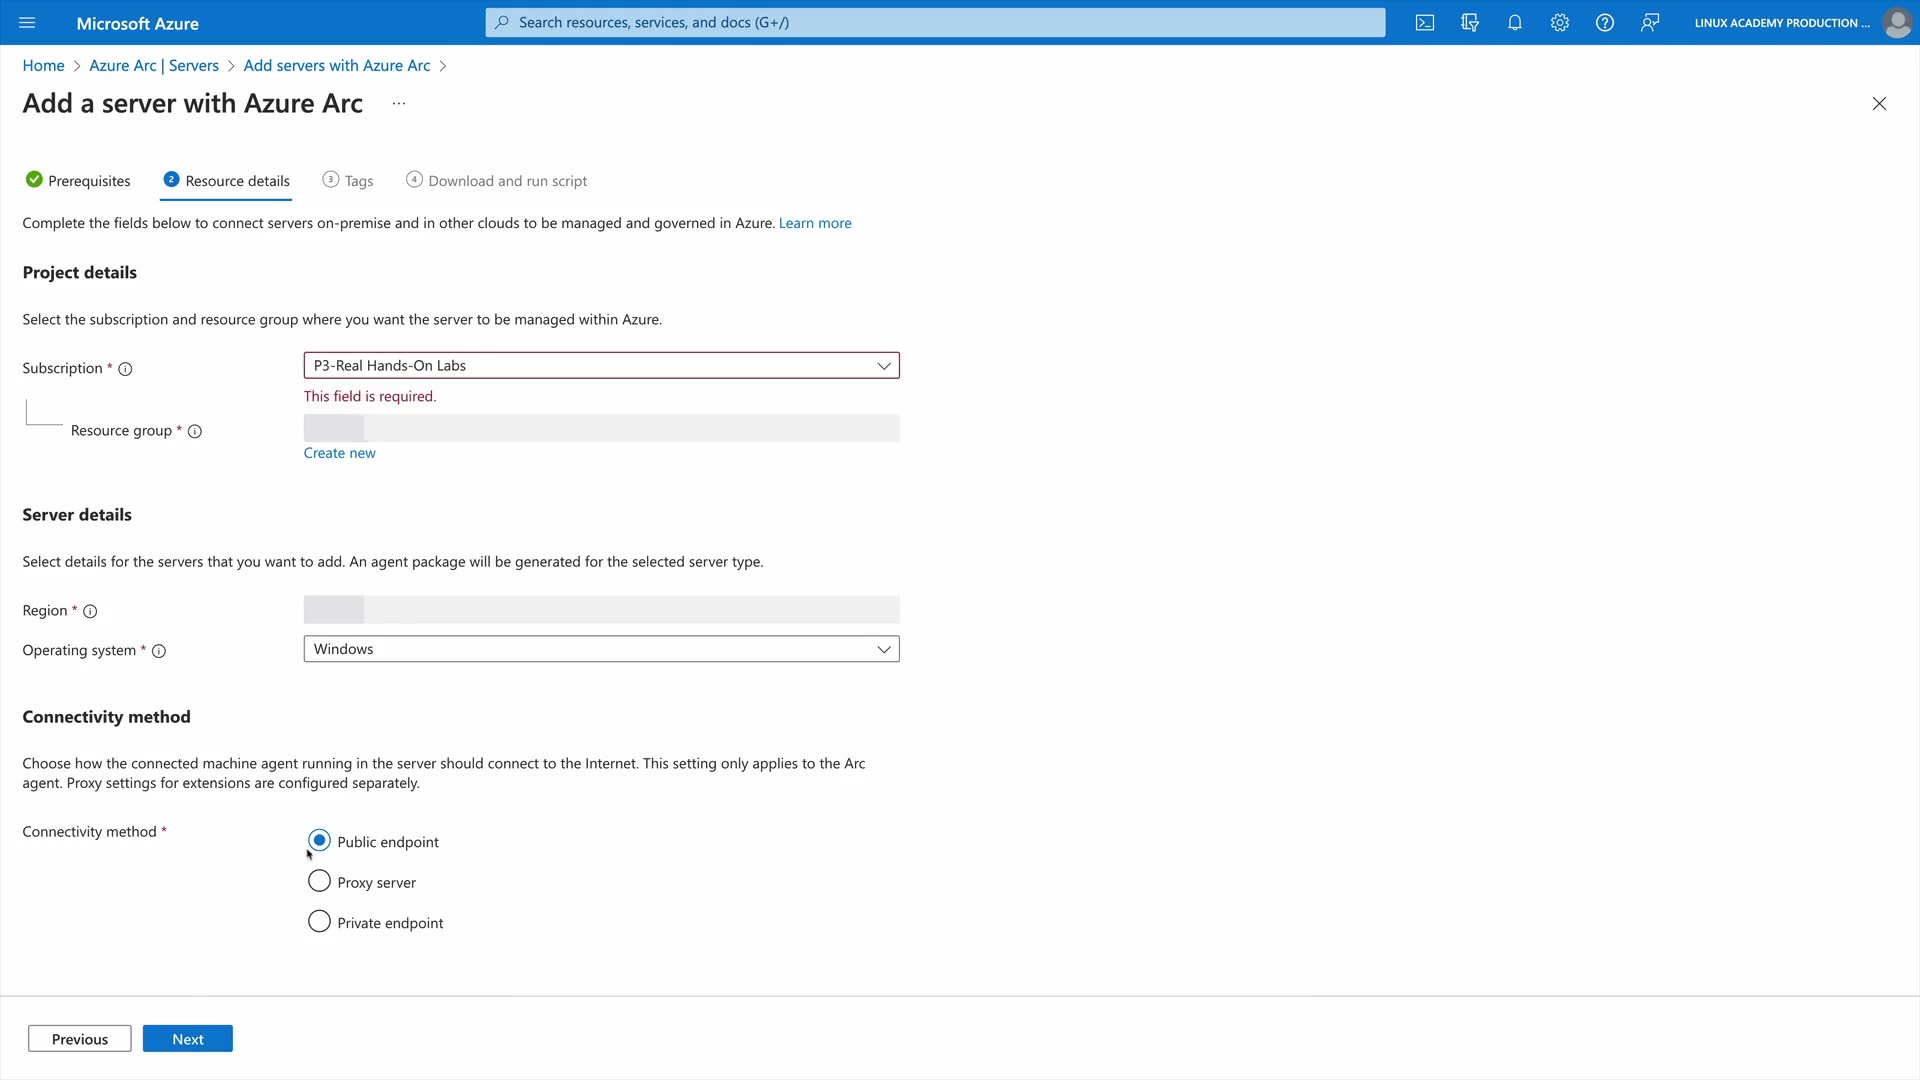 Microsoft Azure
Search resources, services, and docs (G+/)
LINUX ACADEMY PRODUCTION ...
Home > Azure Arc | Servers > Add servers with Azure Arc >
Add a server with Azure Arc ...
Prerequisites
2 Resource details
3 Tags
4 Download and run script
Complete the fields below to connect servers on-premise and in other clouds to be managed and governed in Azure. Learn more
Project details
Select the subscription and resource group where you want the server to be managed within Azure.
Subscription *
P3-Real Hands-On Labs
This field is required.
Resource group *
Create new
Server details
Select details for the servers that you want to add. An agent package will be generated for the selected server type.
Region *
Operating system *
Windows
Connectivity method
Choose how the connected machine agent running in the server should connect to the Internet. This setting only applies to the Arc
agent. Proxy settings for extensions are configured separately.
Connectivity method *
Public endpoint
Proxy server
Private endpoint
Previous
Next